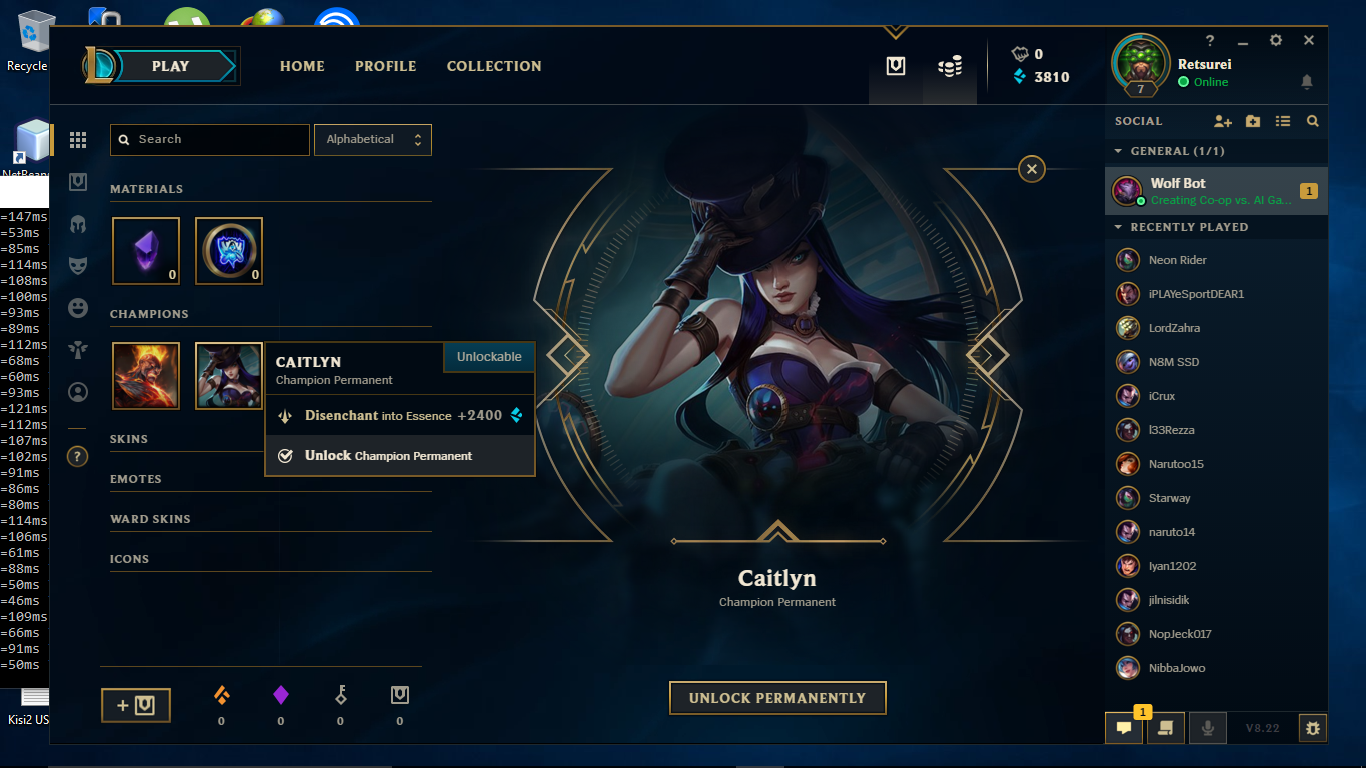 Recycle
NetBeans
=147ms
=53ms
=85ms
=114ms
=108ms
=100ms
=93ms
=89ms
=112ms
=68ms
=60ms
=93ms
=121ms
=112ms
=107ms
=102ms
=91ms
=86ms
=80ms
=114ms
=106ms
=61ms
=88ms
=50ms
=46ms
=109ms
=66ms
=91ms
=50ms
Kisi2 US
PLAY
HOME
PROFILE
COLLECTION
0
3810
?
7
Retsurei
Online
Search
Alphabetical
MATERIALS
0
0
CHAMPIONS
CAITLYN
Unlockable
Champion Permanent
Disenchant into Essence +2400
Unlock Champion Permanent
SKINS
EMOTES
WARD SKINS
ICONS
?
+
0
0
0
0
Caitlyn
Champion Permanent
UNLOCK PERMANENTLY
SOCIAL
GENERAL (1/1)
Wolf Bot
Creating Co-op vs. AI Ga...
1
RECENTLY PLAYED
Neon Rider
iPLAYeSportDEAR1
LordZahra
N8M SSD
iCrux
l33Rezza
Narutoo15
Starway
naruto14
Iyan1202
jilnisidik
NopJeck017
NibbaJowo
1
V8.22